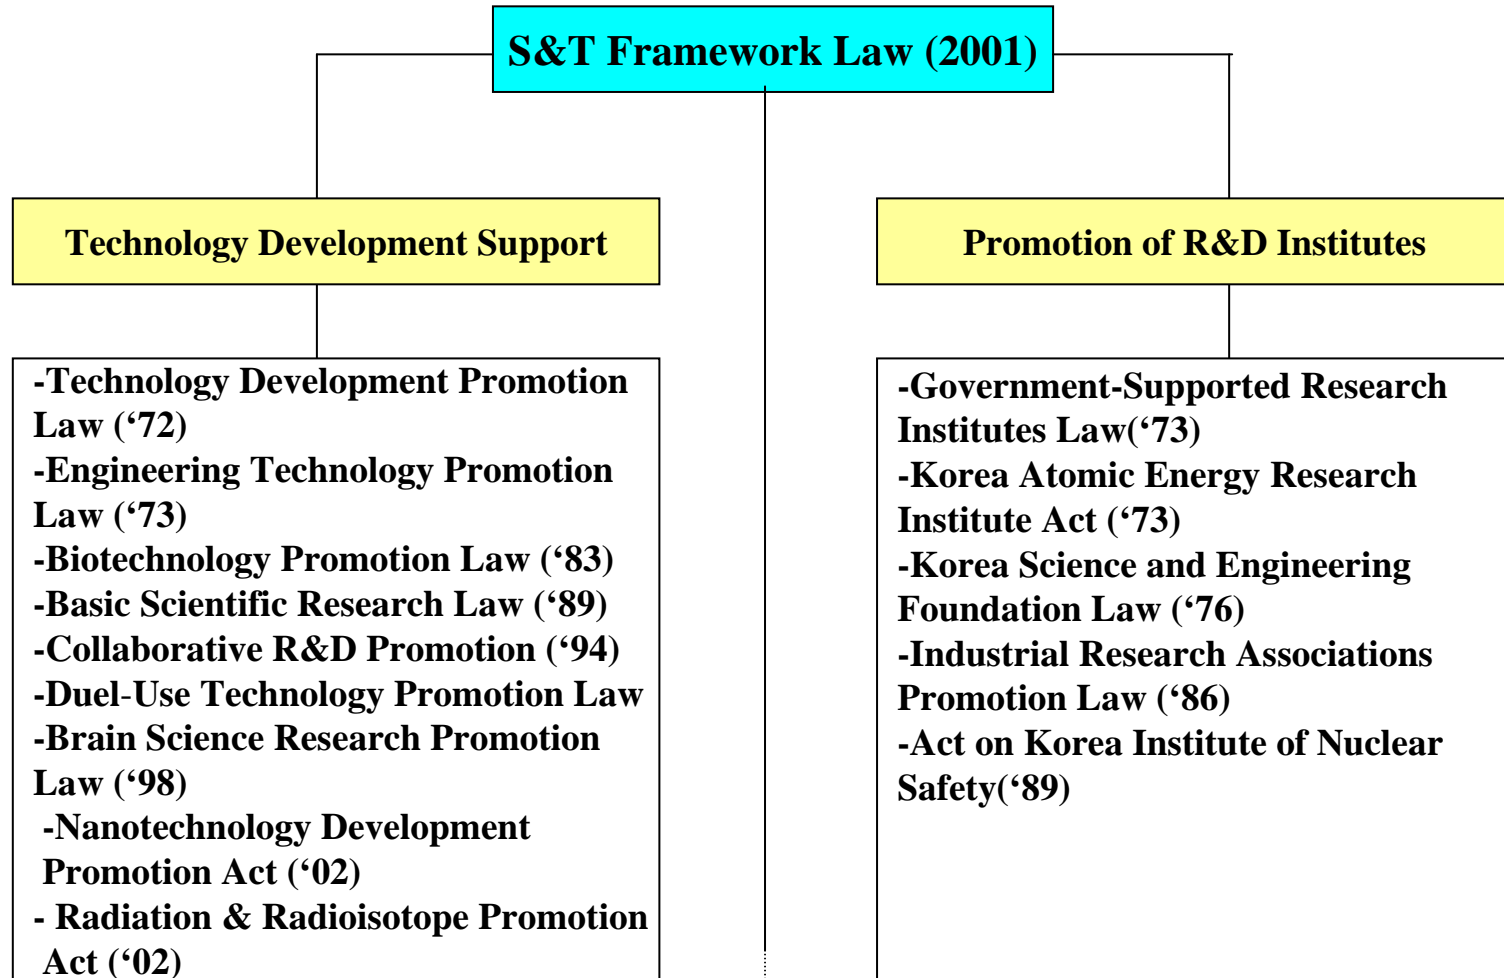 S&T Framework Law (2001)
Technology Development Support
-Technology Development Promotion
Law (‘72)
-Engineering Technology Promotion
Law (‘73)
-Biotechnology Promotion Law (‘83)
-Basic Scientific Research Law (‘89)
-Collaborative R&D Promotion (‘94)
-Duel-Use Technology Promotion Law
-Brain Science Research Promotion
Law (‘98)
-Nanotechnology Development
Promotion Act (‘02)
- Radiation & Radioisotope Promotion
Act (‘02)
Promotion of R&D Institutes
-Government-Supported Research
Institutes Law(‘73)
-Korea Atomic Energy Research
Institute Act (‘73)
-Korea Science and Engineering
Foundation Law (‘76)
-Industrial Research Associations
Promotion Law (‘86)
-Act on Korea Institute of Nuclear
Safety(‘89)